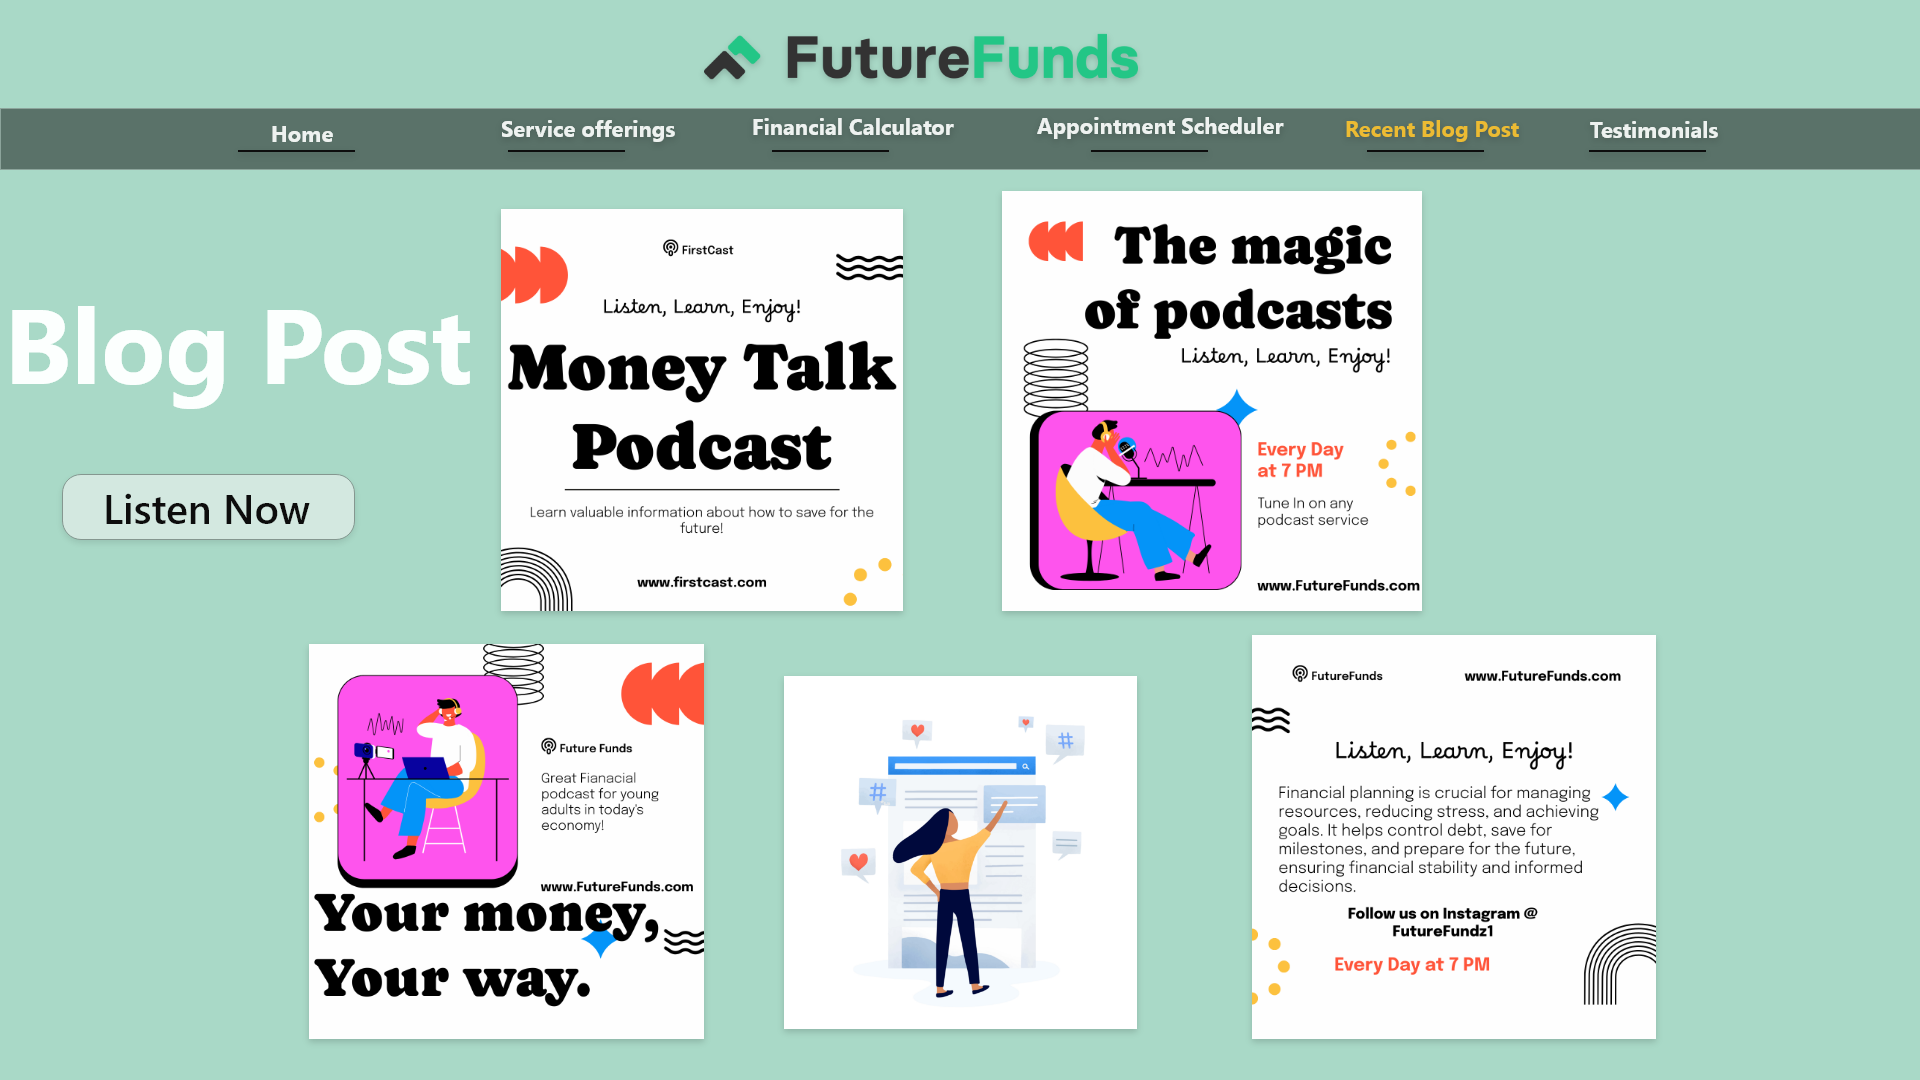 FutureFunds
Home
Service offerings
Financial Calculator
Appointment Scheduler
Recent Blog Post
Testimonials
Blog Post
Listen Now
FirstCast
Listen, Learn, Enjoy!
Money Talk
Podcast
Learn valuable information about how to save for the
future!
www.firstcast.com
The magic
of podcasts
Listen, Learn, Enjoy!
Every Day
at 7 PM
Tune In on any
podcast service
www.FutureFunds.com
Future Funds
Great Fianacial
podcast for young
adults in today's
economy!
www.FutureFunds.com
Your money,
Your way.
#
#
FutureFunds
www.FutureFunds.com
Listen, Learn, Enjoy!
Financial planning is crucial for managing
resources, reducing stress, and achieving
goals. It helps control debt, save for
milestones, and prepare for the future,
ensuring financial stability and informed
decisions.
Follow us on Instagram @
FutureFundz1
Every Day at 7 PM